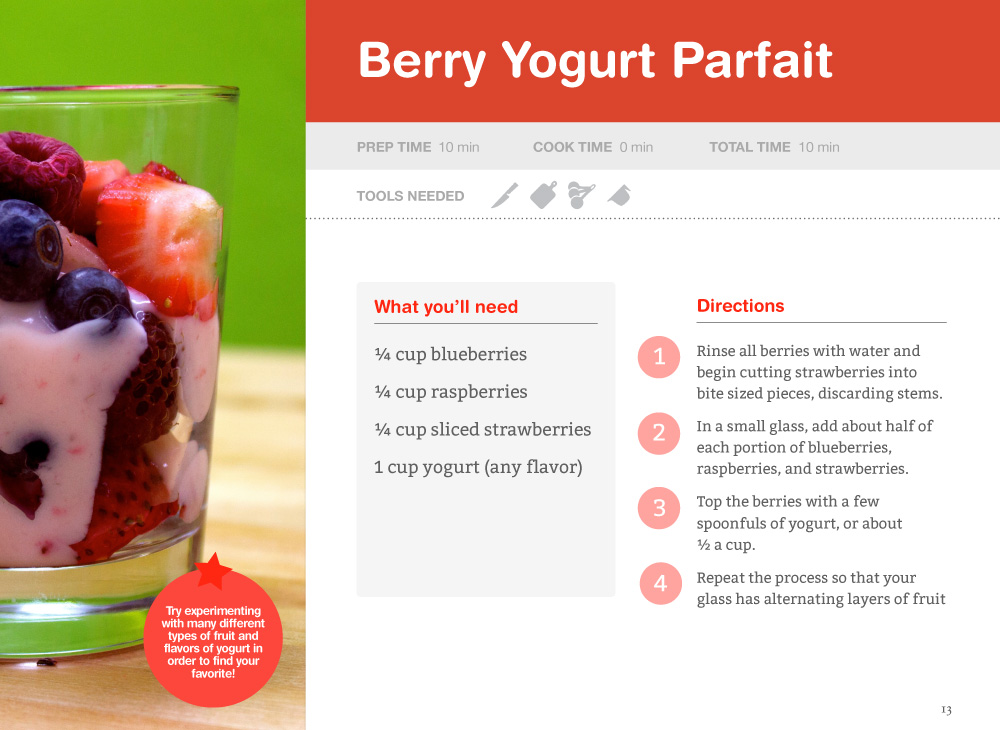 Berry Yogurt Parfait
PREP TIME 10 min COOK TIME 0 min TOTAL TIME 10 min
TOOLS NEEDED
What you'll need
¼ cup blueberries
¼ cup raspberries
¼ cup sliced strawberries
1 cup yogurt (any flavor)
Directions
1 Rinse all berries with water and
begin cutting strawberries into
bite sized pieces, discarding stems.
2 In a small glass, add about half of
each portion of blueberries,
raspberries, and strawberries.
3 Top the berries with a few
spoonfuls of yogurt, or about
½ a cup.
4 Repeat the process so that your
glass has alternating layers of fruit
Try experimenting
with many different
types of fruit and
flavors of yogurt in
order to find your
favorite!
13